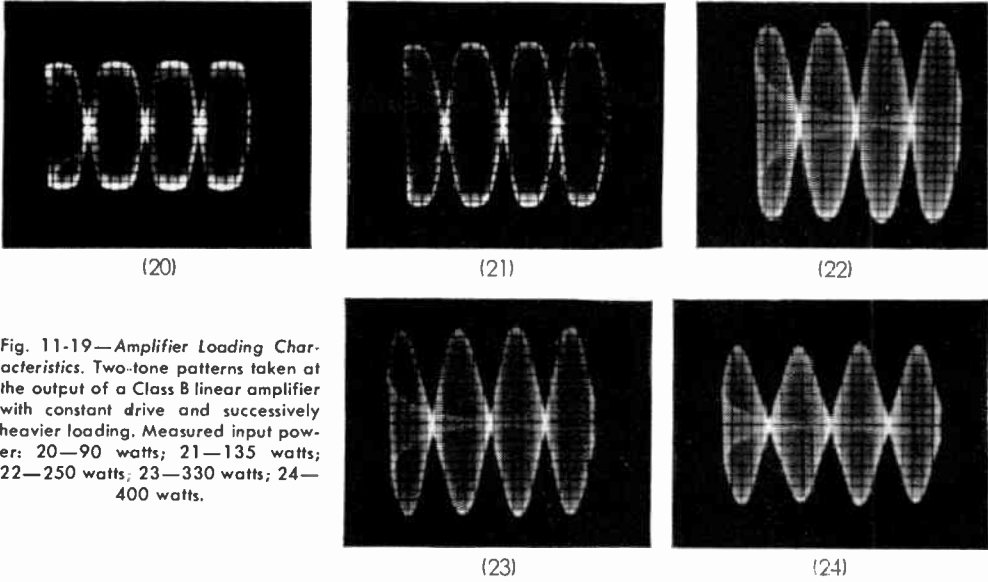 (20)
(21)
(22)
Fig. 11-19—Amplifier Loading Char-
acteristics. Two-tone patterns taken at
the output of a Class B linear amplifier
with constant drive and successively
heavier loading. Measured input pow-
er: 20—90 watts; 21—135 watts;
22—250 watts; 23—330 watts; 24—
400 watts.
(23)
(24)